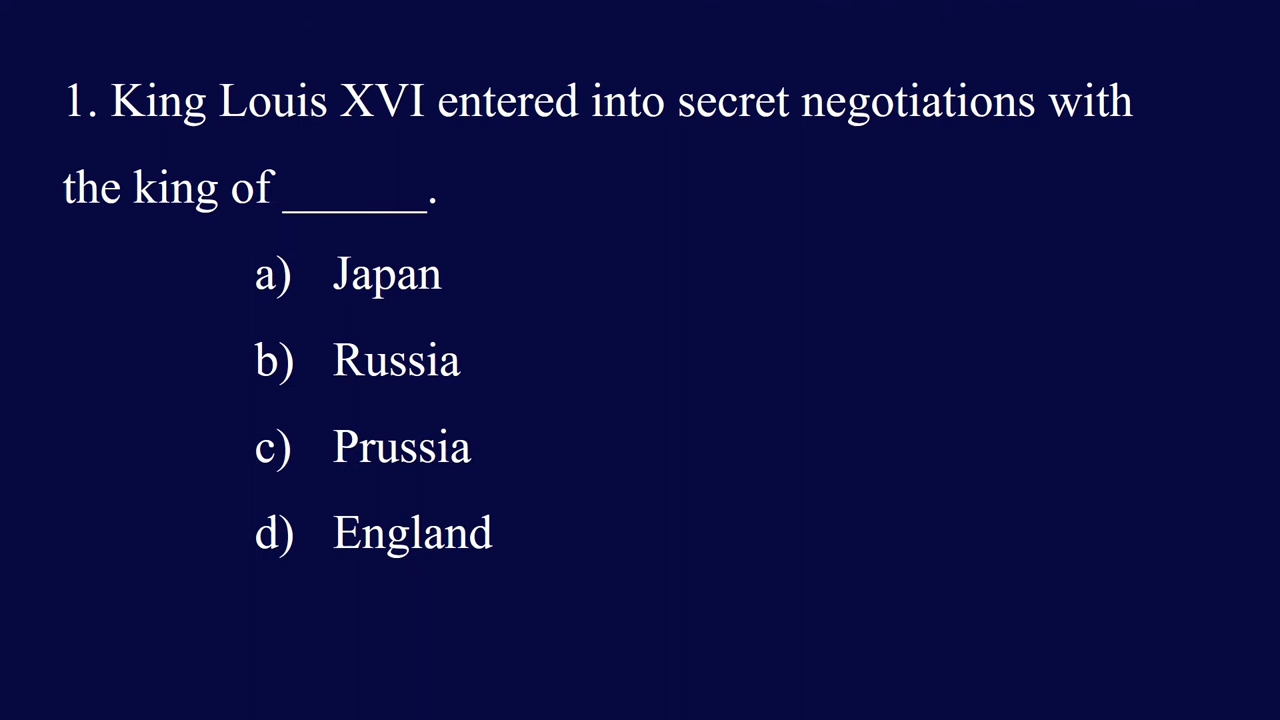 1. King Louis XVI entered into secret negotiations with
the king of ______.
a) Japan
b) Russia
c) Prussia
d) England